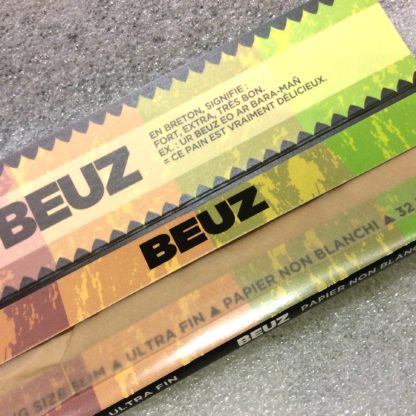 BEUZ
EN BRETON, SIGNIFIE :
FORT, EXTRA, TRÈS BON.
EX. : UR BEUZ EO AR BARA-MAÑ
= CE PAIN EST VRAIMENT DÉLICIEUX.
BEUZ
SIZE ▲ ULTRA FIN ▲ PAPIER NON BLANCHI ▲ 32
ULTRA FIN BEUZ PAPIER NON BLANCHI